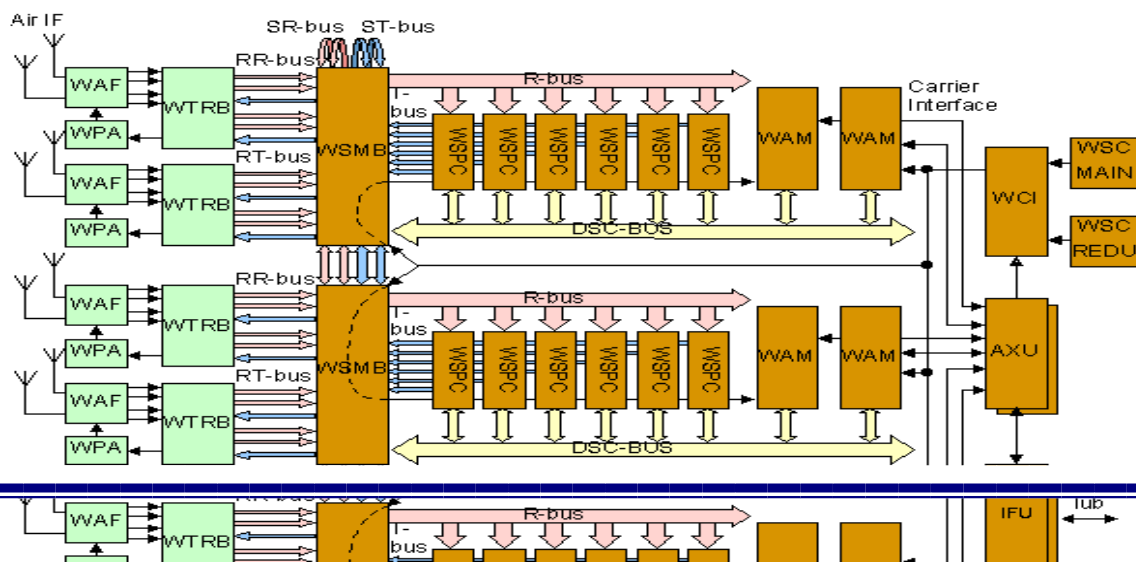 Air IF
SR-bus ST-bus
RR-bus
WAF
WTRB
WPA
RT-bus
WAF
WTRB
WPA
WSMB
R-bus
T-
bus
WSPC WSPC WSPC WSPC WSPC WSPC
WAM WAM
DSC-BUS
Carrier
Interface
WCI
WSC
MAIN
WSC
REDU
RR-bus
WAF
WTRB
WPA
RT-bus
WAF
WTRB
WPA
WSMB
R-bus
T-
bus
WSPC WSPC WSPC WSPC WSPC WSPC
WAM WAM
DSC-BUS
AXU
WAF
WTRB
R-bus
T-
bus
IFU
Iub